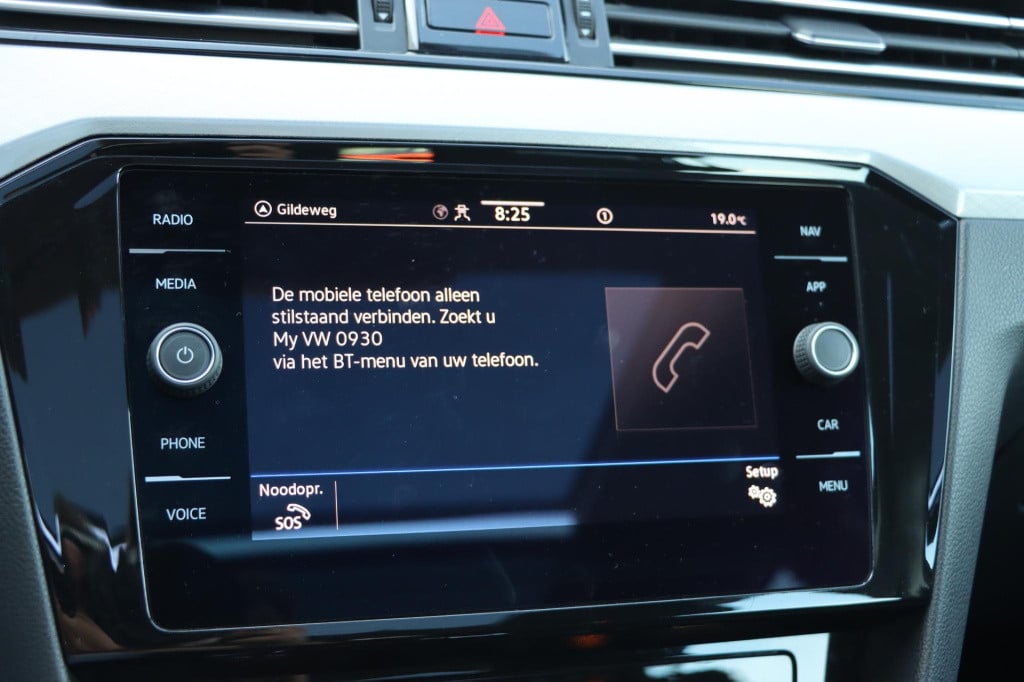 Gildeweg 8:25 1 19.0°C
RADIO
MEDIA
PHONE
VOICE
De mobiele telefoon alleen
stilstaand verbinden. Zoekt u
My VW 0930
via het BT-menu van uw telefoon.
Noodopr.
SOS
Setup
NAV
APP
CAR
MENU